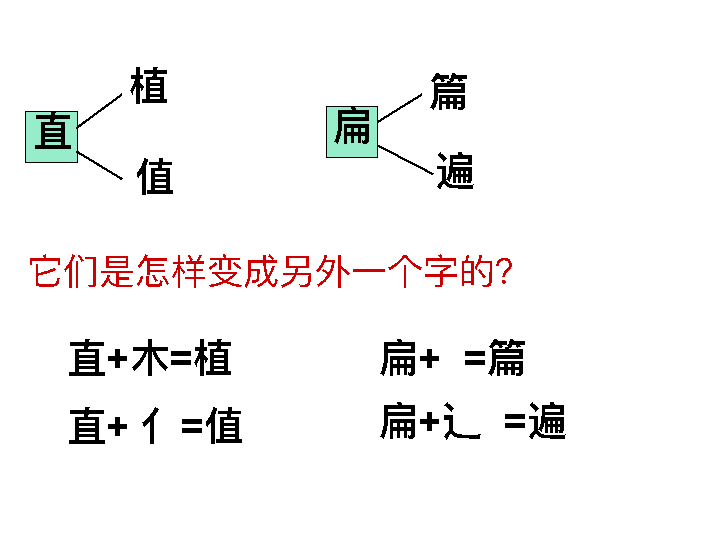 植
直
值
篇
扁
遍
它们是怎样变成另外一个字的?
直+木=植
扁+ =篇
直+亻=值
扁+辶 =遍